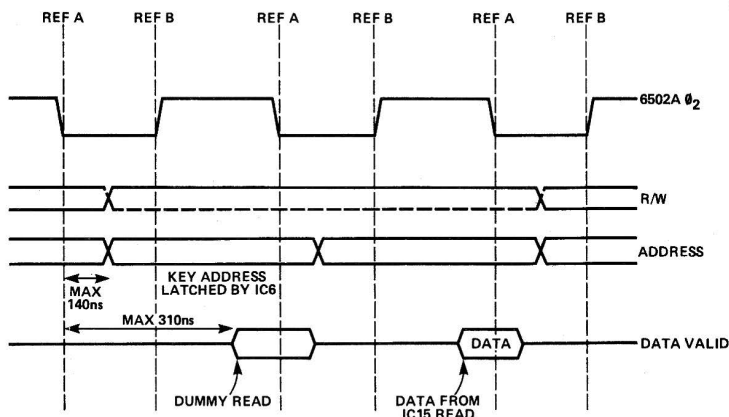 REF A REF B REF A REF B REF A REF B
6502A Ø2
R/W
ADDRESS
MAX
140ns
KEY ADDRESS
LATCHED BY IC6
MAX 310ns
DATA
DATA VALID
DUMMY READ
DATA FROM
IC15 READ